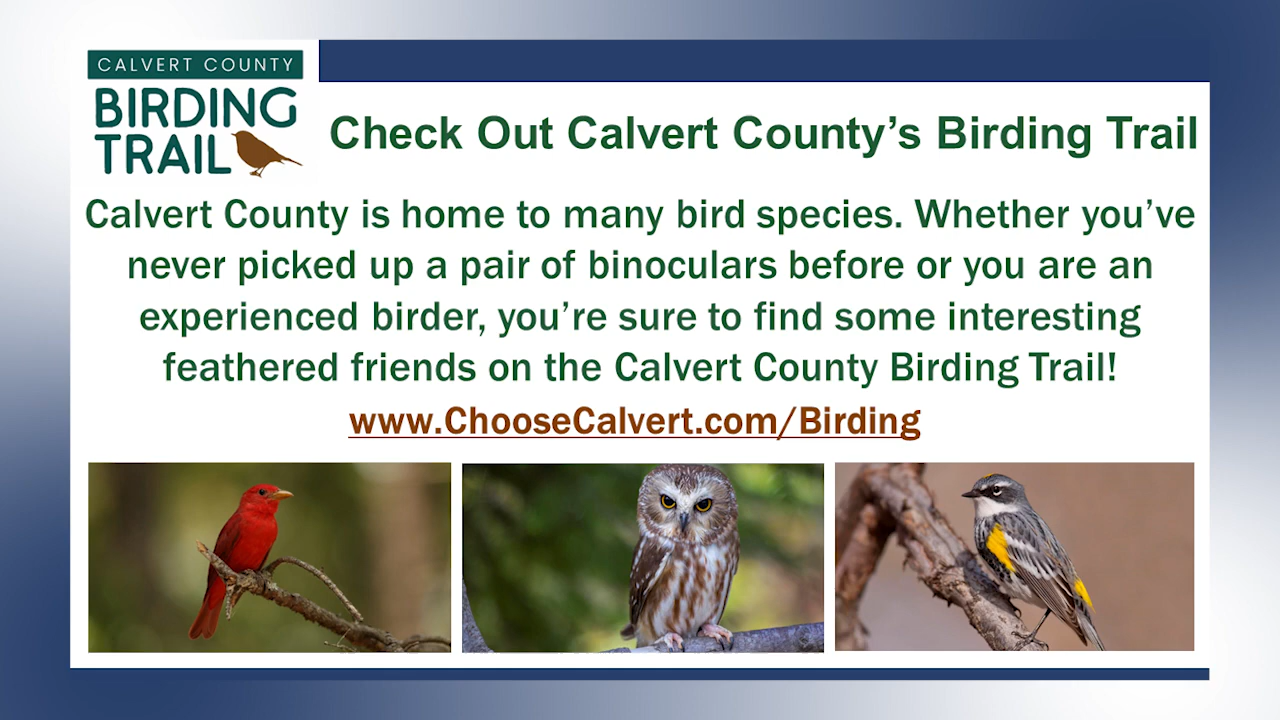 CALVERT COUNTY
BIRDING
TRAIL
Check Out Calvert County’s Birding Trail
Calvert County is home to many bird species. Whether you’ve
never picked up a pair of binoculars before or you are an
experienced birder, you’re sure to find some interesting
feathered friends on the Calvert County Birding Trail!
www.ChooseCalvert.com/Birding